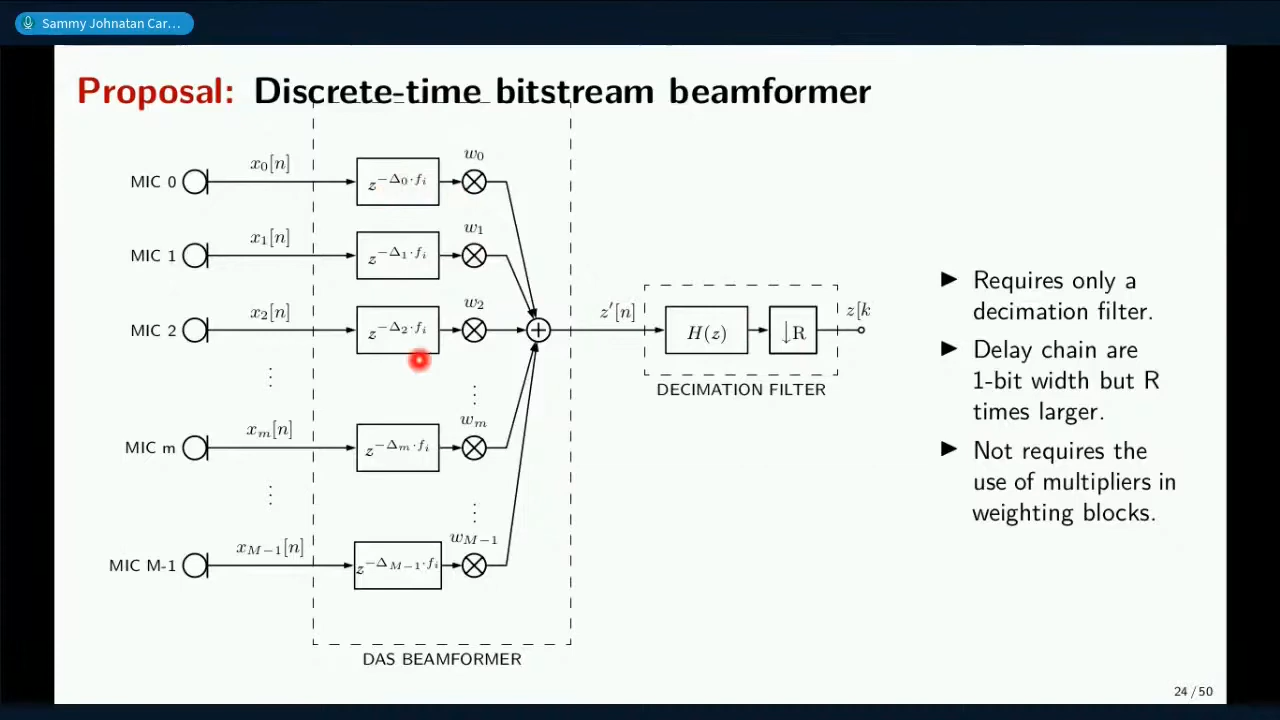 Sammy Johnatan Car…
Proposal: Discrete-time bitstream beamformer
MIC 0 x₀[n] z^{-Δ₀·f_i} w₀
MIC 1 x₁[n] z^{-Δ₁·f_i} w₁
MIC 2 x₂[n] z^{-Δ₂·f_i} w₂
z′[n] H(z) ↓R z[k
DECIMATION FILTER
⋮ ⋮
MIC m x_m[n] z^{-Δ_m·f_i} w_m
⋮ ⋮
MIC M-1 x_{M−1}[n] z^{-Δ_{M−1}·f_i} w_{M−1}
DAS BEAMFORMER
► Requires only a
decimation filter.
► Delay chain are
1-bit width but R
times larger.
► Not requires the
use of multipliers in
weighting blocks.
24 / 50